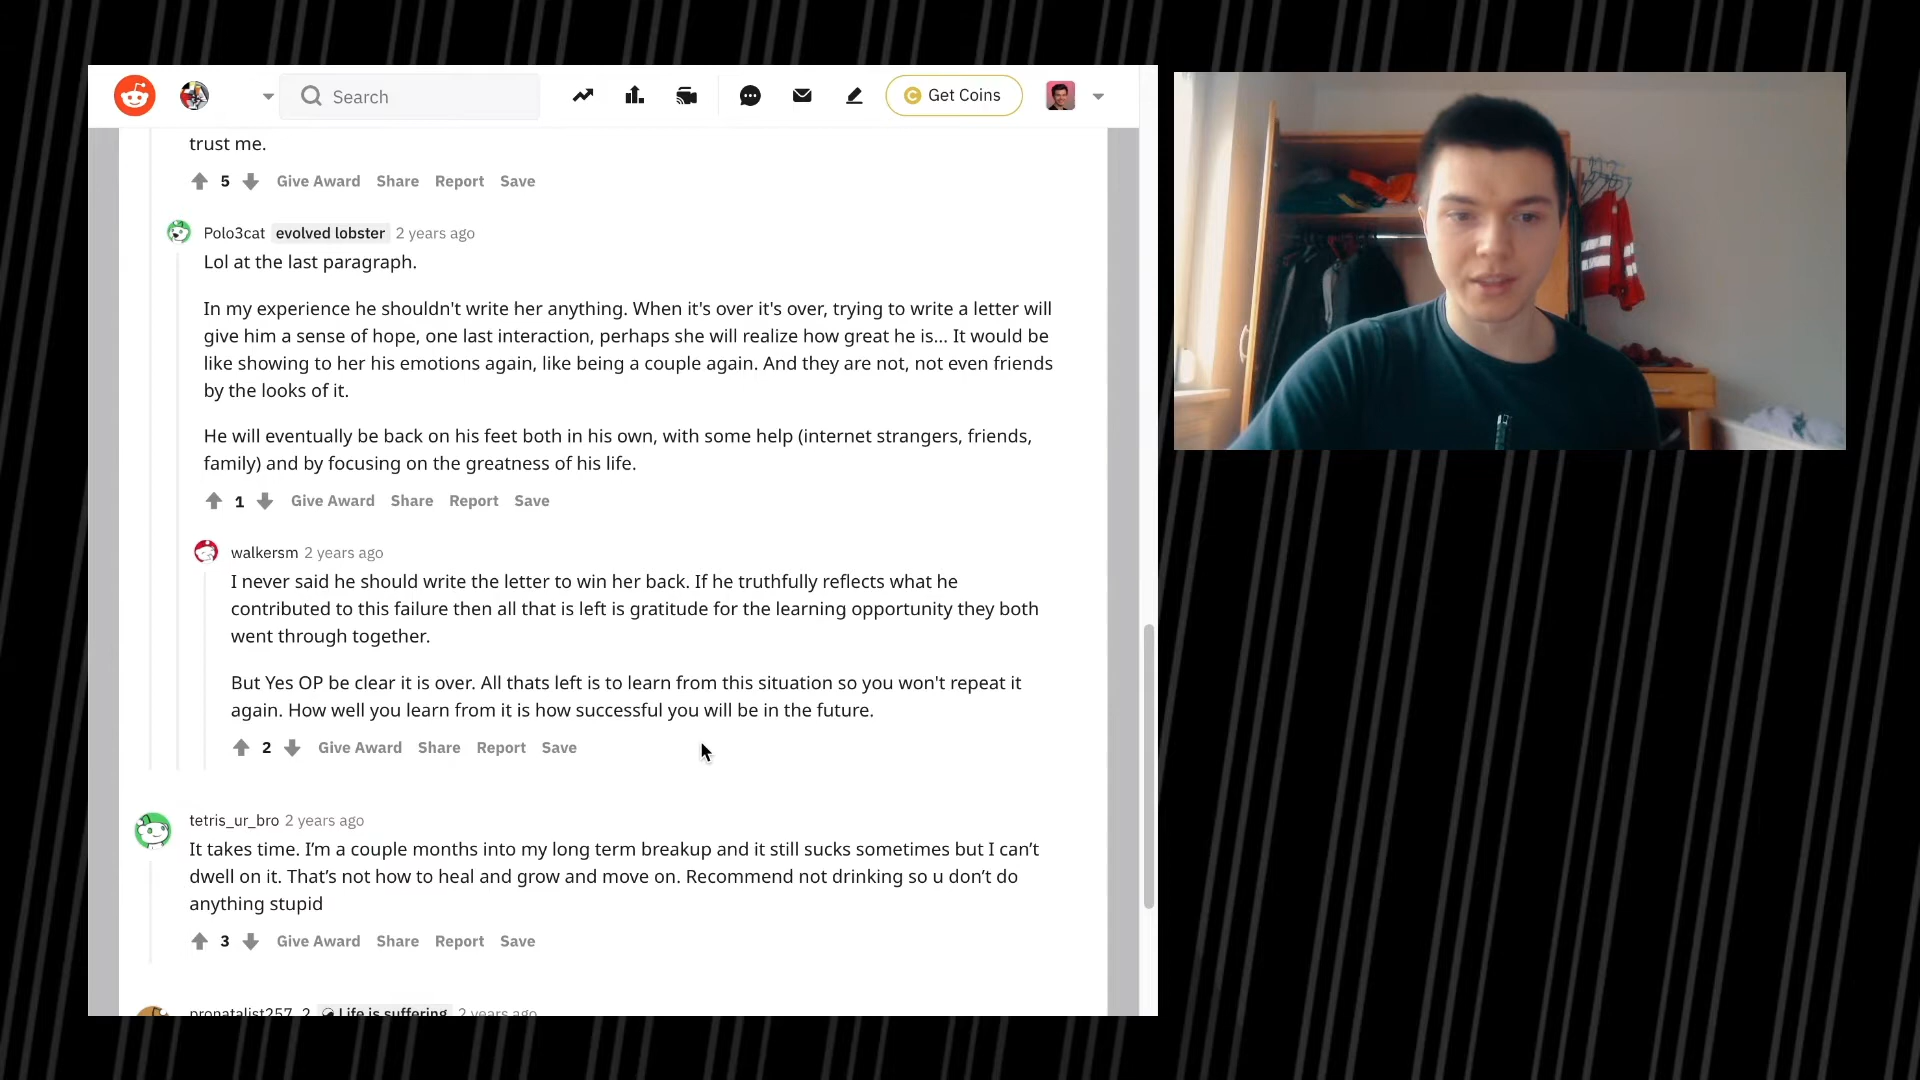 Search
Get Coins
trust me.
5 Give Award Share Report Save
Polo3cat evolved lobster 2 years ago
Lol at the last paragraph.
In my experience he shouldn't write her anything. When it's over it's over, trying to write a letter will
give him a sense of hope, one last interaction, perhaps she will realize how great he is... It would be
like showing to her his emotions again, like being a couple again. And they are not, not even friends
by the looks of it.
He will eventually be back on his feet both in his own, with some help (internet strangers, friends,
family) and by focusing on the greatness of his life.
1 Give Award Share Report Save
walkersm 2 years ago
I never said he should write the letter to win her back. If he truthfully reflects what he
contributed to this failure then all that is left is gratitude for the learning opportunity they both
went through together.
But Yes OP be clear it is over. All thats left is to learn from this situation so you won't repeat it
again. How well you learn from it is how successful you will be in the future.
2 Give Award Share Report Save
tetris_ur_bro 2 years ago
It takes time. I’m a couple months into my long term breakup and it still sucks sometimes but I can’t
dwell on it. That’s not how to heal and grow and move on. Recommend not drinking so u don’t do
anything stupid
3 Give Award Share Report Save
pronatalist257_2 Life is suffering 2 years ago